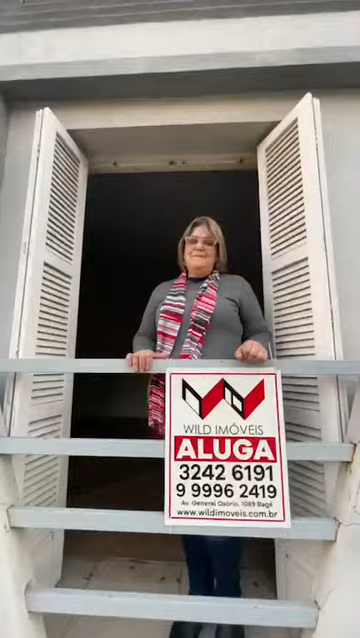 WILD IMÓVEIS
ALUGA
3242 6191
9 9996 2419
Av. General Osório, 1089 Bagé
www.wildimoveis.com.br